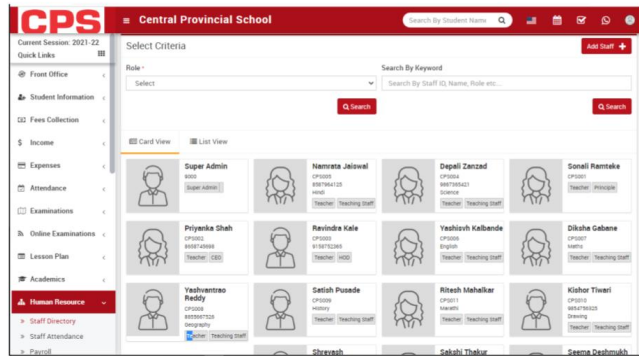 CPS
Central Provincial School
Search By Student Name
Current Session: 2021-22
Quick Links
Front Office
Student Information
Fees Collection
$ Income
Expenses
Attendance
Examinations
Online Examinations
Lesson Plan
Academics
Human Resource
Staff Directory
Staff Attendance
Payroll
Select Criteria
Add Staff +
Role *
Select
Search
Search By Keyword
Search By Staff ID, Name, Role etc...
Search
Card View
List View
Super Admin
9000
Super Admin
Namrata Jaiswal
CPS005
Hindi
Teacher Teaching Staff
Depali Zanzad
CPS004
Science
Teacher Teaching Staff
Sonali Ramteke
CPS001
Teacher Principle
Priyanka Shah
CPS002
Teacher CEO
Ravindra Kale
CPS003
9158752365
Teacher HOD
Yashisvh Kalbande
CPS006
English
Teacher Teaching Staff
Diksha Gabane
CPS007
Maths
Teacher Teaching Staff
Yashvantrao
Reddy
CPS008
Geography
Teacher Teaching Staff
Satish Pusade
CPS009
History
Teacher Teaching Staff
Ritesh Mahalkar
CPS011
Marathi
Teacher Teaching Staff
Kishor Tiwari
CPS010
Drawing
Teacher Teaching Staff
Shreyash
Sakshi Thakur
Seema Deshmukh